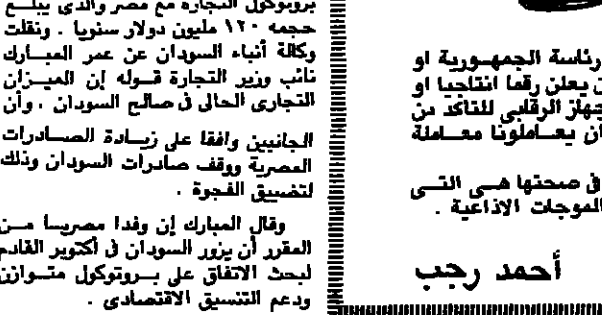 رئاسة الجمهورية او
ن يعلن رقما انتاجيا او
جهاز الرقابى للتاكد من
ان يعاملونا معاملة
فى صحتها هى التى
الموجات الاذاعية .
أحمد رجب
بروتوكول التجارة مع مصر والذى يبلغ
حجمه ١٢٠ مليون دولار سنويا . ونقلت
وكالة أنباء السودان عن عمر المبارك
نائب وزير التجارة قوله إن الميزان
التجارى الحالى فى صالح السودان . وأن
الجانبين وافقا على زيادة الصادرات
المصرية ووقف صادرات السودان وذلك
لتضييق الفجوة .
وقال المبارك إن وفدا مصريسا من
المقرر أن يزور السودان فى أكتوبر القادم
لبحث الاتفاق على بروتوكول متوازن
ودعم التنسيق الاقتصادى .